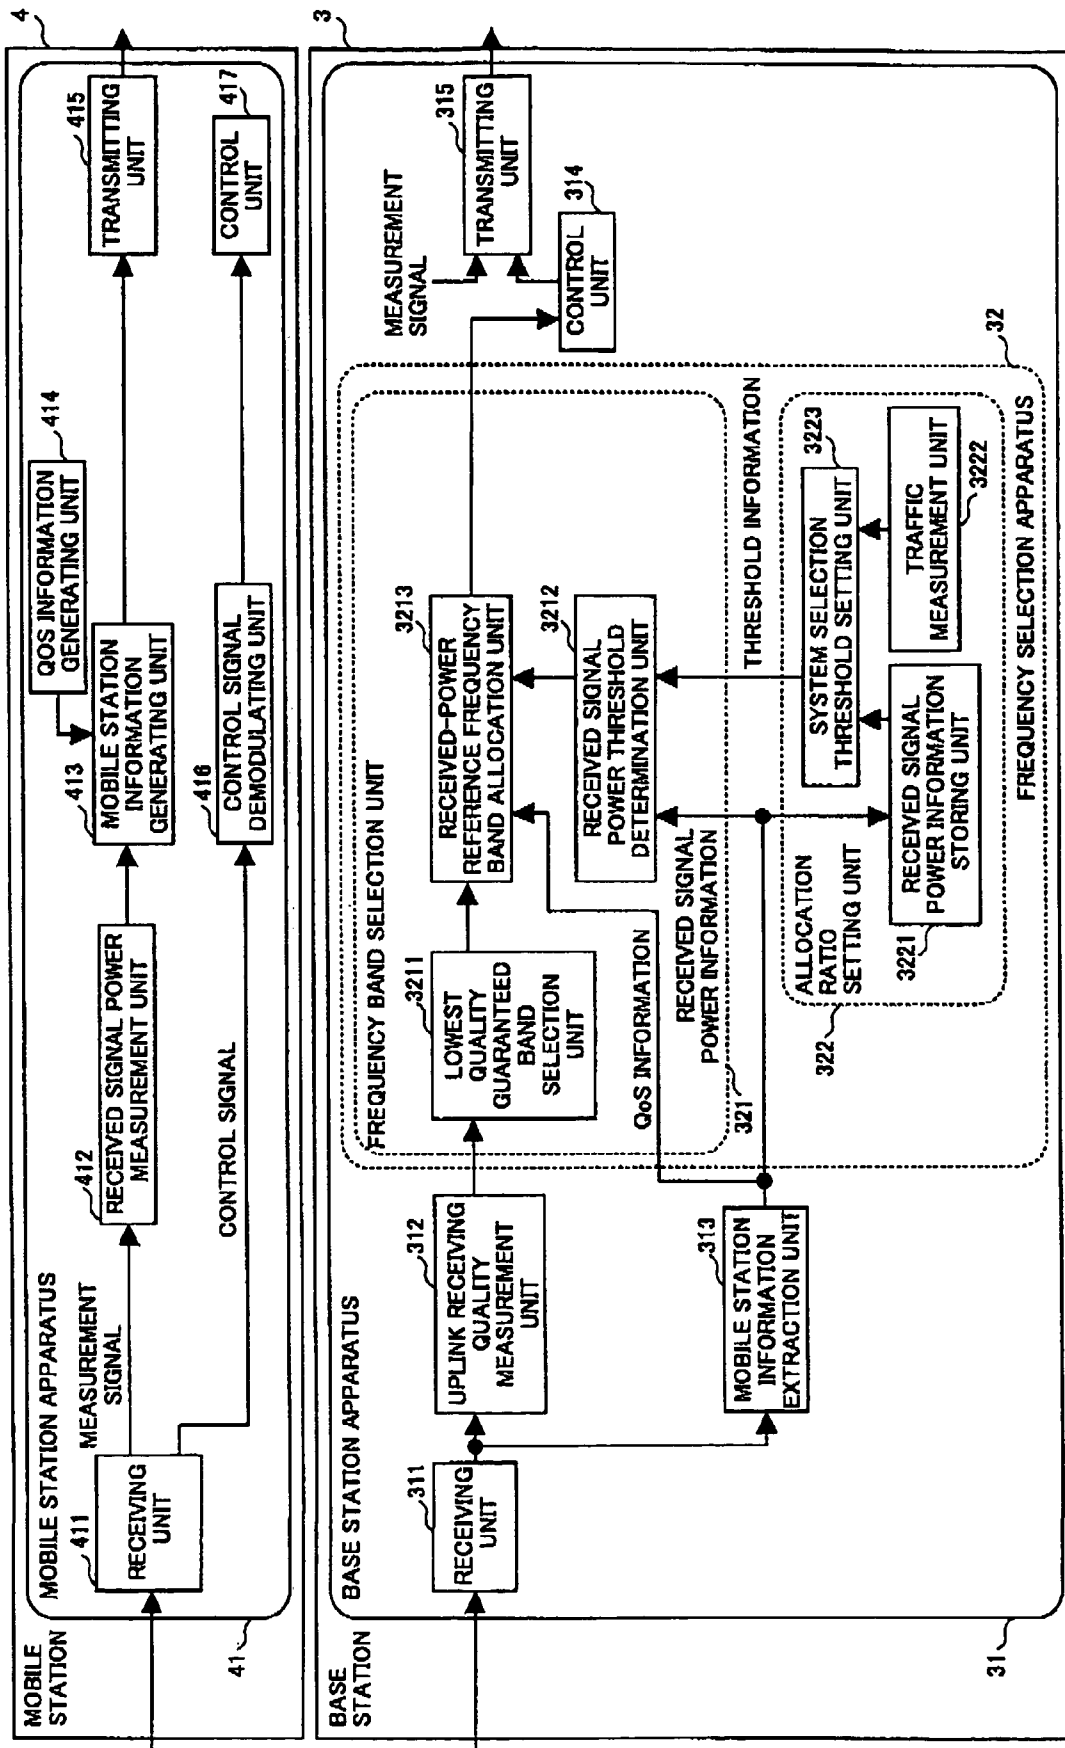 MOBILE
STATION
4
MOBILE STATION APPARATUS
41
411
RECEIVING
UNIT
MEASUREMENT
SIGNAL
412
RECEIVED SIGNAL POWER
MEASUREMENT UNIT
CONTROL SIGNAL
413
MOBILE STATION
INFORMATION
GENERATING UNIT
QOS INFORMATION
GENERATING UNIT
414
416
CONTROL SIGNAL
DEMODULATING UNIT
415
TRANSMITTING
UNIT
417
CONTROL
UNIT
BASE
STATION
3
BASE STATION APPARATUS
31
311
RECEIVING
UNIT
312
UPLINK RECEIVING
QUALITY
MEASUREMENT
UNIT
313
MOBILE STATION
INFORMATION
EXTRACTION UNIT
FREQUENCY BAND SELECTION UNIT
321
3211
LOWEST
QUALITY
GUARANTEED
BAND
SELECTION
UNIT
QoS INFORMATION
RECEIVED SIGNAL
POWER INFORMATION
3213
RECEIVED-POWER
REFERENCE FREQUENCY
BAND ALLOCATION UNIT
3212
RECEIVED SIGNAL
POWER THRESHOLD
DETERMINATION UNIT
THRESHOLD INFORMATION
322
ALLOCATION
RATIO
SETTING UNIT
3223
SYSTEM SELECTION
THRESHOLD SETTING UNIT
3221
RECEIVED SIGNAL
POWER INFORMATION
STORING UNIT
TRAFFIC
MEASUREMENT UNIT
3222
FREQUENCY SELECTION APPARATUS
32
MEASUREMENT
SIGNAL
315
TRANSMITTING
UNIT
314
CONTROL
UNIT